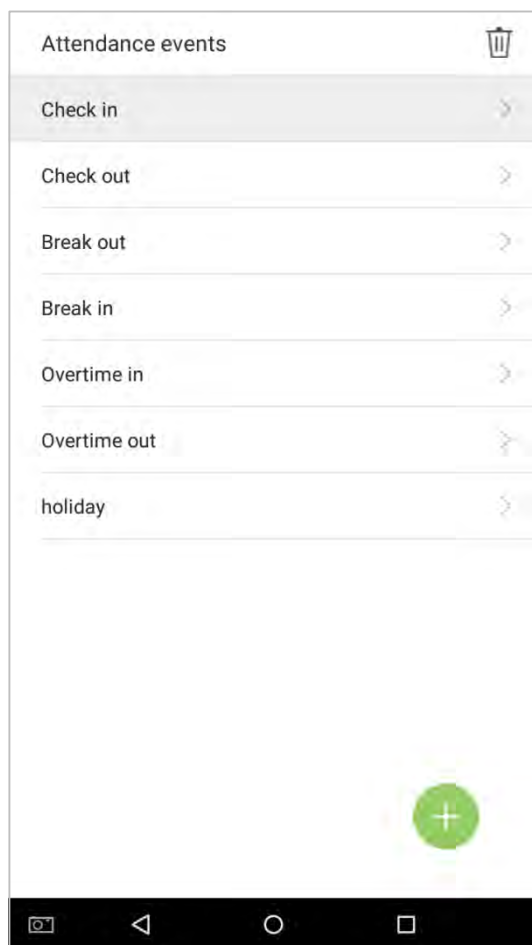 Attendance events
Check in
Check out
Break out
Break in
Overtime in
Overtime out
holiday